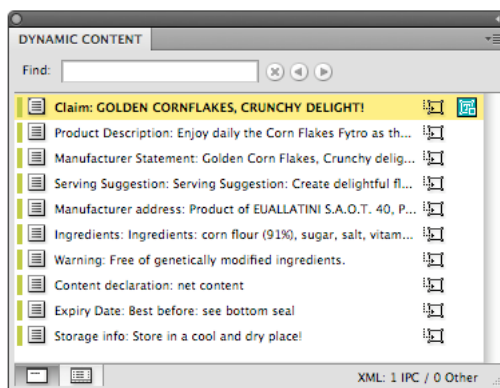 DYNAMIC CONTENT
Find:
Claim: GOLDEN CORNFLAKES, CRUNCHY DELIGHT!
Product Description: Enjoy daily the Corn Flakes Fytro as th...
Manufacturer Statement: Golden Corn Flakes, Crunchy delig...
Serving Suggestion: Serving Suggestion: Create delightful fl...
Manufacturer address: Product of EUALLATINI S.A.O.T. 40, P...
Ingredients: Ingredients: corn flour (91%), sugar, salt, vitam...
Warning: Free of genetically modified ingredients.
Content declaration: net content
Expiry Date: Best before: see bottom seal
Storage info: Store in a cool and dry place!
XML: 1 IPC / 0 Other